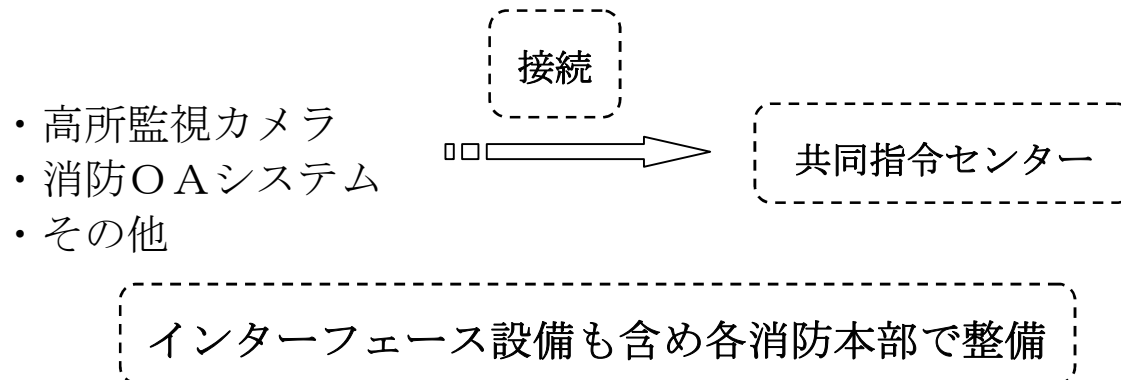 接続
・高所監視カメラ
・消防ＯＡシステム
・その他
共同指令センター
インターフェース設備も含め各消防本部で整備